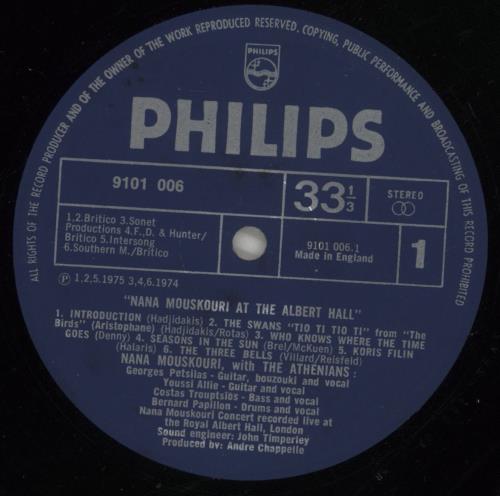 ALL RIGHTS OF THE RECORD PRODUCER AND OF THE OWNER OF THE WORK REPRODUCED RESERVED. COPYING, PUBLIC PERFORMANCE AND BROADCASTING OF THIS RECORD PROHIBITED
PHILIPS
PHILIPS
9101 006
33 1/3
STEREO
1,2.Britico 3.Sonet
Productions 4.F.,D. & Hunter/
Britico 5.Intersong
6.Southern M./Britico
9101 006.1
Made in England
1
Ⓟ 1,2,5.1975 3,4,6.1974
"NANA MOUSKOURI AT THE ALBERT HALL"
1. INTRODUCTION (Hadjidakis) 2. THE SWANS "TIO TI TIO TI" from "The
Birds" (Aristophane) (Hadjidakis/Rotas) 3. WHO KNOWS WHERE THE TIME
GOES (Denny) 4. SEASONS IN THE SUN (Brel/McKuen) 5. KORIS FILIN
(Halaris) 6. THE THREE BELLS (Villard/Reisfeld)
NANA MOUSKOURI, with THE ATHENIANS:
Georges Petsilas - Guitar, bouzouki and vocal
Youssi Allie - Guitar and vocal
Costas Trouptsios - Bass and vocal
Bernard Papillon - Drums and vocal
Nana Mouskouri Concert recorded live at
the Royal Albert Hall, London
Sound engineer: John Timperley
Produced by: Andre Chappelle